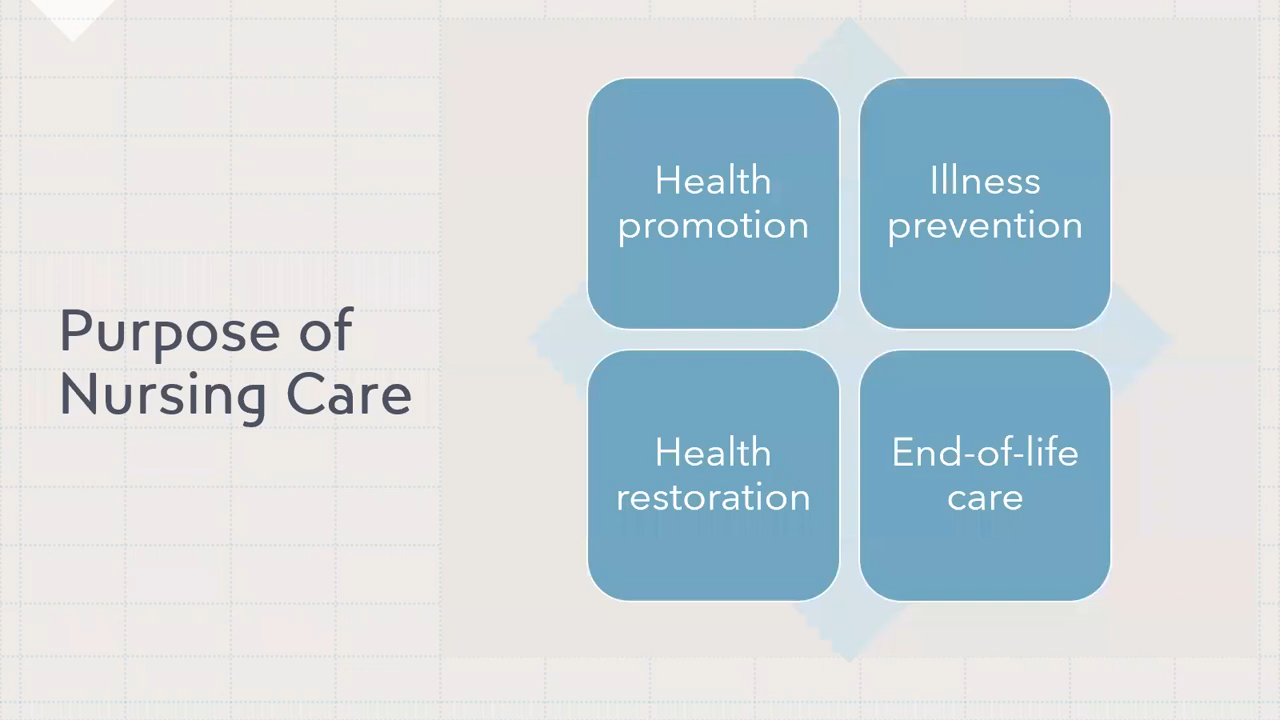 Purpose of
Nursing Care
Health
promotion
Illness
prevention
Health
restoration
End-of-life
care